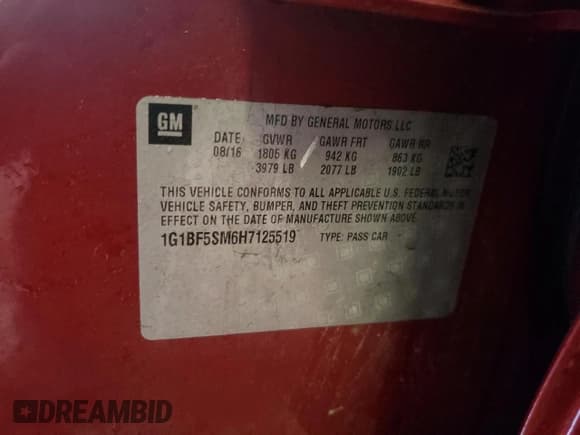 GM
MFD BY GENERAL MOTORS LLC
DATE GVWR GAWR FRT GAWR RR
08/16 1805 KG 942 KG 863 KG
3979 LB 2077 LB 1902 LB
THIS VEHICLE CONFORMS TO ALL APPLICABLE U.S. FEDERAL MOTOR
VEHICLE SAFETY, BUMPER, AND THEFT PREVENTION STANDARDS IN
EFFECT ON THE DATE OF MANUFACTURE SHOWN ABOVE.
1G1BF5SM6H7125519 TYPE: PASS CAR
DREAMBID